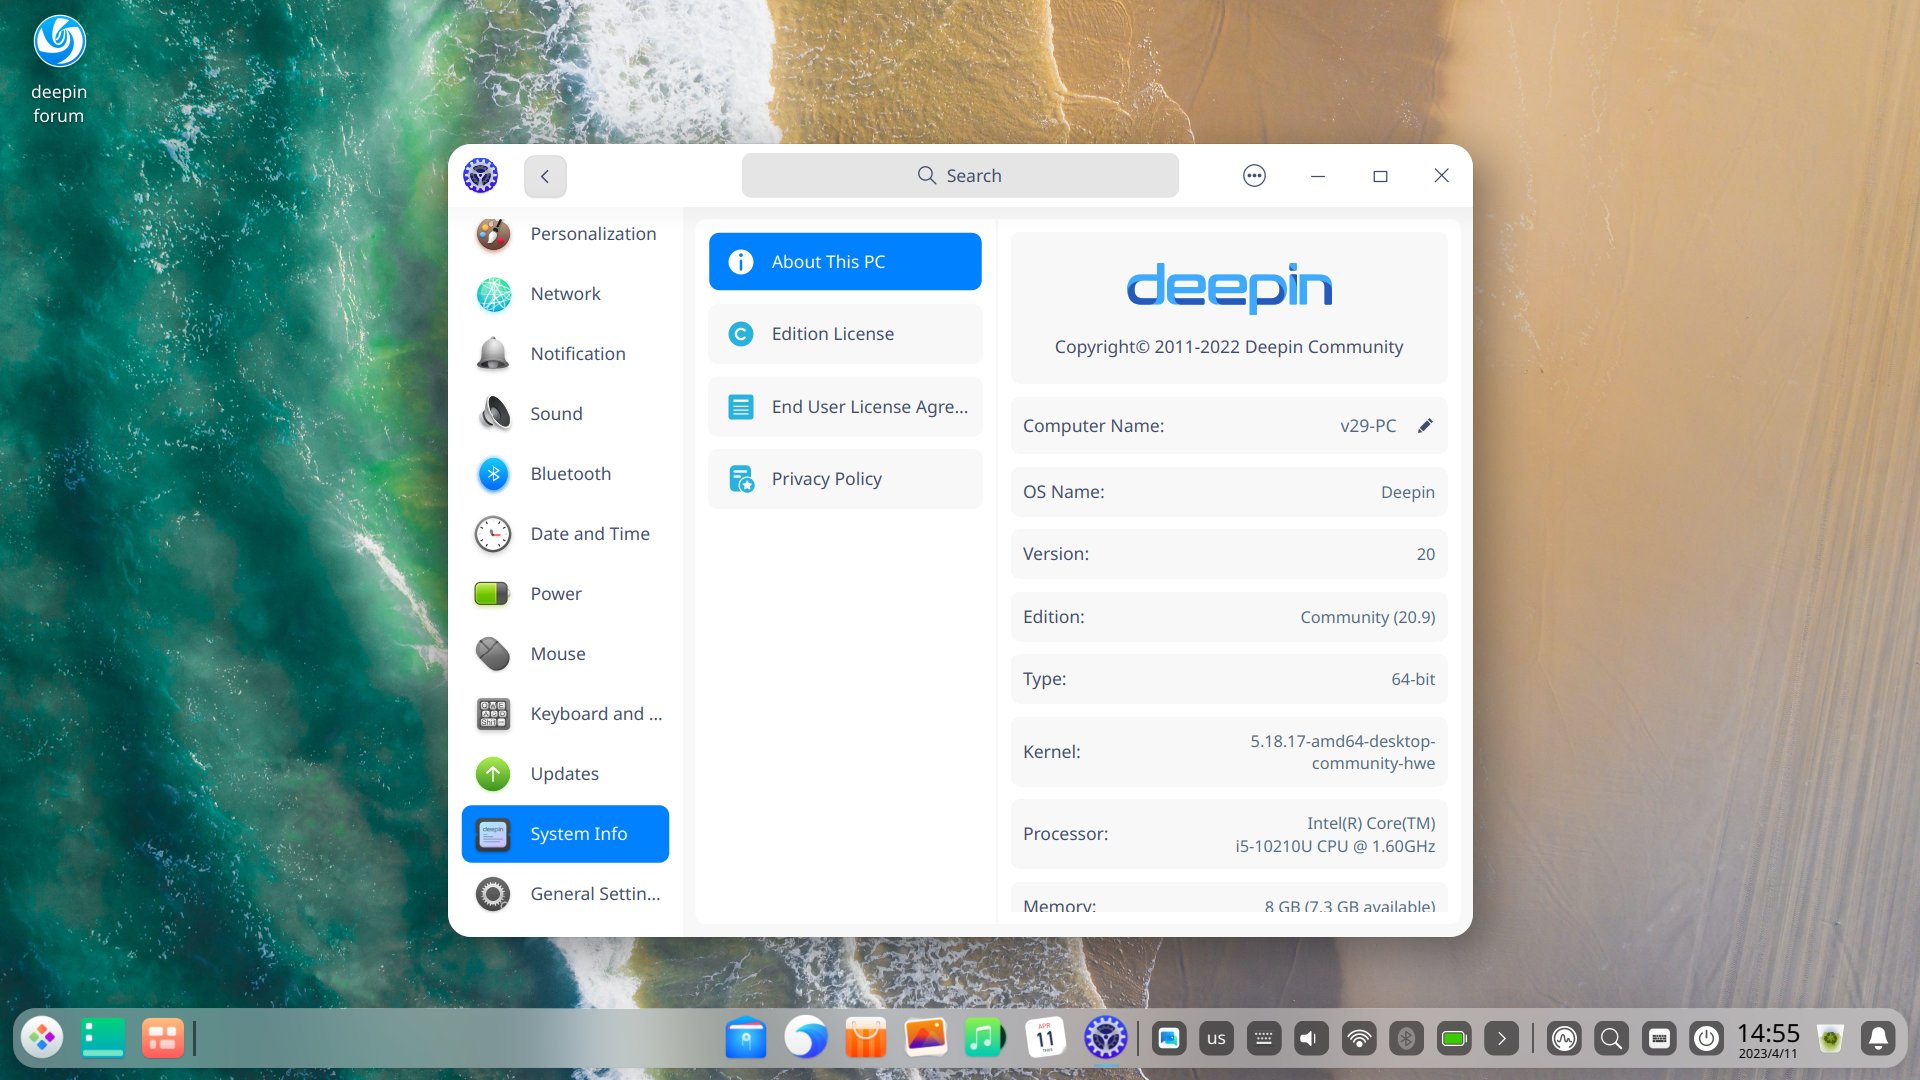 deepin
forum
Search
Personalization
Network
Notification
Sound
Bluetooth
Date and Time
Power
Mouse
Keyboard and ...
Updates
System Info
General Settin...
About This PC
Edition License
End User License Agre...
Privacy Policy
deepin
Copyright© 2011-2022 Deepin Community
Computer Name: v29-PC
OS Name: Deepin
Version: 20
Edition: Community (20.9)
Type: 64-bit
Kernel: 5.18.17-amd64-desktop-
community-hwe
Processor: Intel(R) Core(TM)
i5-10210U CPU @ 1.60GHz
Memory: 8 GB (7.3 GB available)
APR
11
us
14:55
2023/4/11